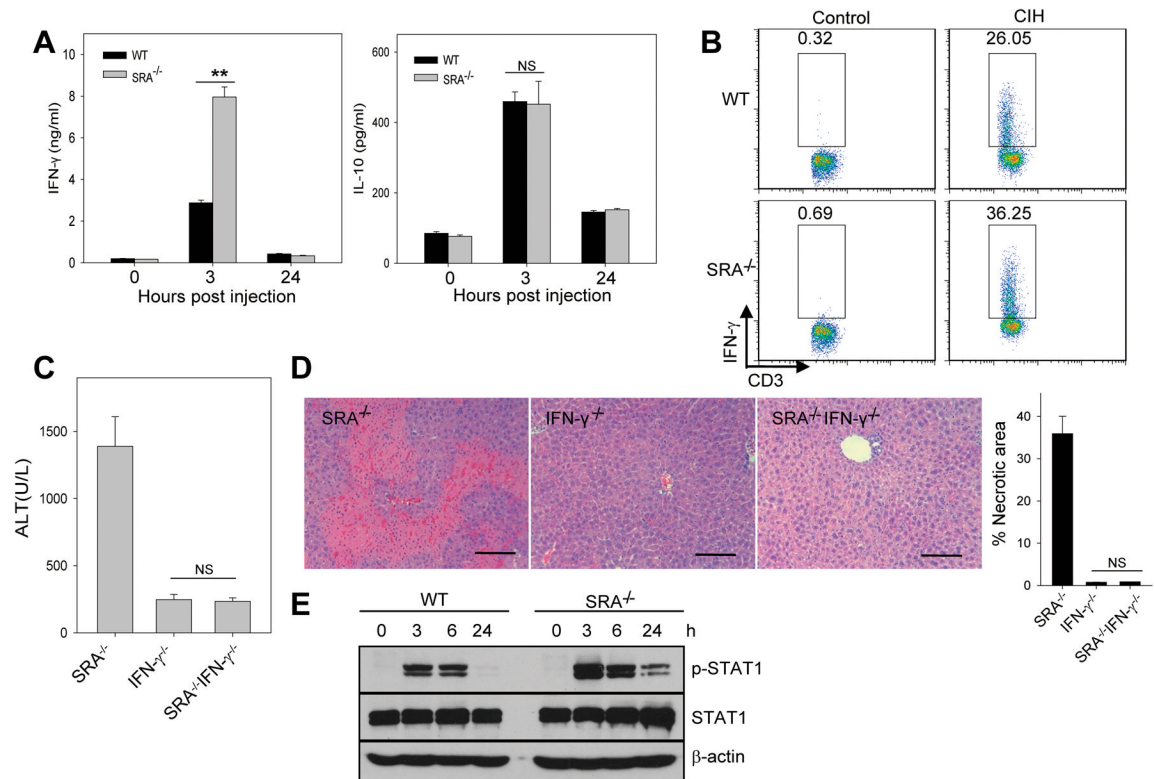 A
WT
SRA-/-
IFN-γ (ng/ml)
10
8
6
4
2
0
**
0 3 24
Hours post injection
WT
SRA-/-
IL-10 (pg/ml)
600
400
200
0
NS
0 3 24
Hours post injection
B
Control CIH
WT
0.32 26.05
SRA-/-
0.69 36.25
IFN-γ
CD3
C
ALT(U/L)
1500
1000
500
0
NS
SRA-/- IFN-γ-/- SRA-/-IFN-γ-/-
D
SRA-/- IFN-γ-/- SRA-/-IFN-γ-/-
% Necrotic area
40
30
20
10
0
NS
SRA-/- IFN-γ-/- SRA-/-IFN-γ-/-
E
WT SRA-/-
0 3 6 24 0 3 6 24 h
p-STAT1
STAT1
β-actin